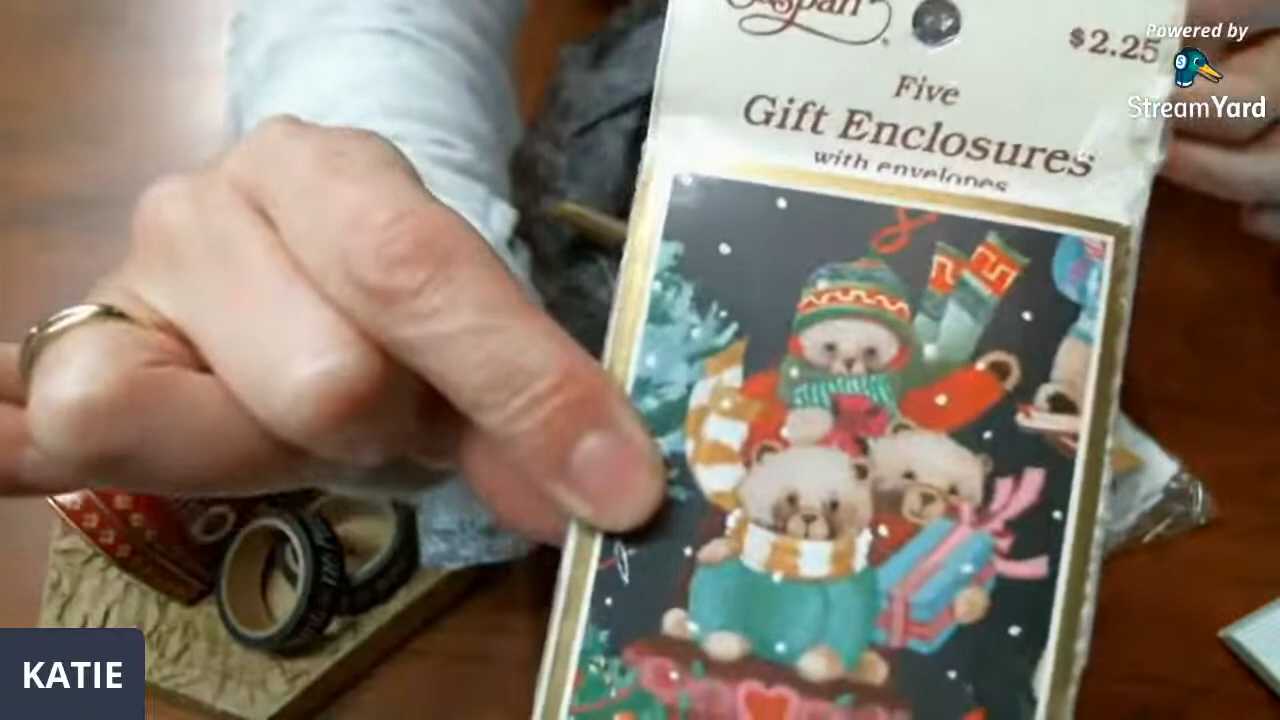 $2.25
Powered by
StreamYard
Five
Gift Enclosures
with envelopes
KATIE